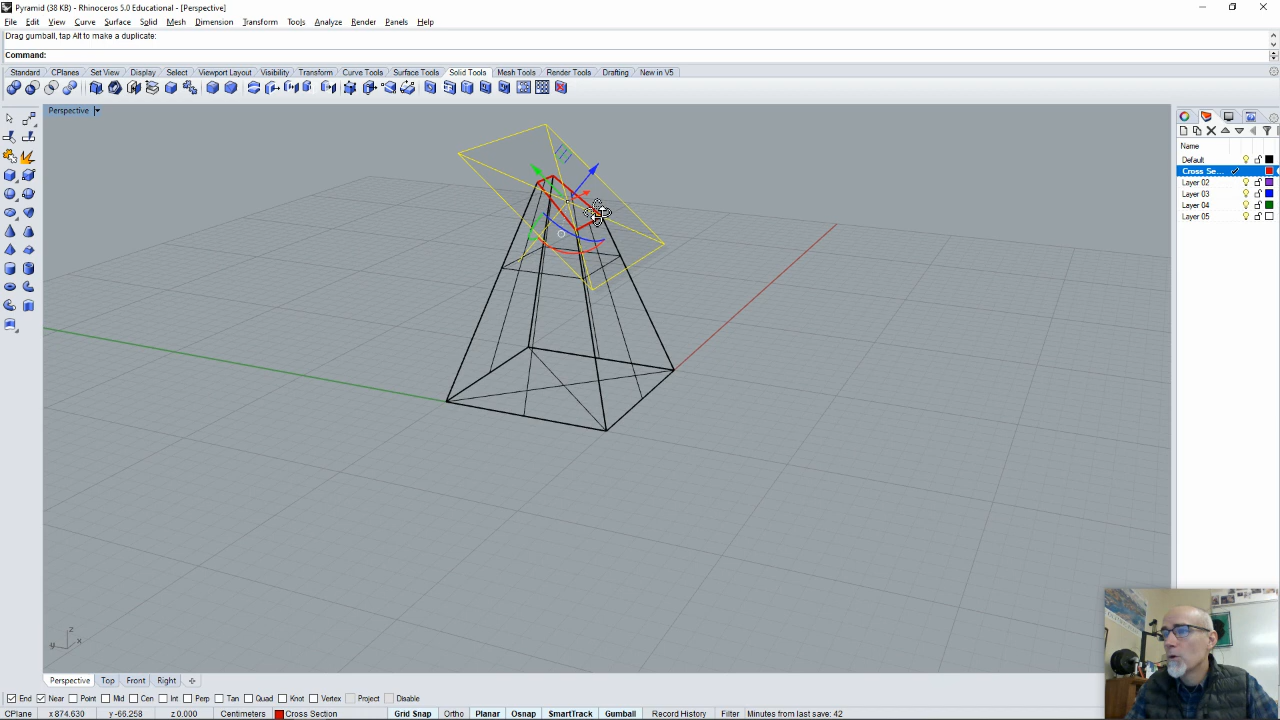 Pyramid (38 KB) - Rhinoceros 5.0 Educational - [Perspective]
File Edit View Curve Surface Solid Mesh Dimension Transform Tools Analyze Render Panels Help
Drag gumball, tap Alt to make a duplicate:
Command:
Standard CPlanes Set View Display Select Viewport Layout Visibility Transform Curve Tools Surface Tools Solid Tools Mesh Tools Render Tools Drafting New in V5
Perspective
Name
Default
Cross Se...
Layer 02
Layer 03
Layer 04
Layer 05
z
y x
Perspective Top Front Right
End Near Point Mid Cen Int Perp Tan Quad Knot Vertex Project Disable
CPlane x 874.630 y -66.258 z 0.000 Centimeters Cross Section Grid Snap Ortho Planar Osnap SmartTrack Gumball Record History Filter Minutes from last save: 42